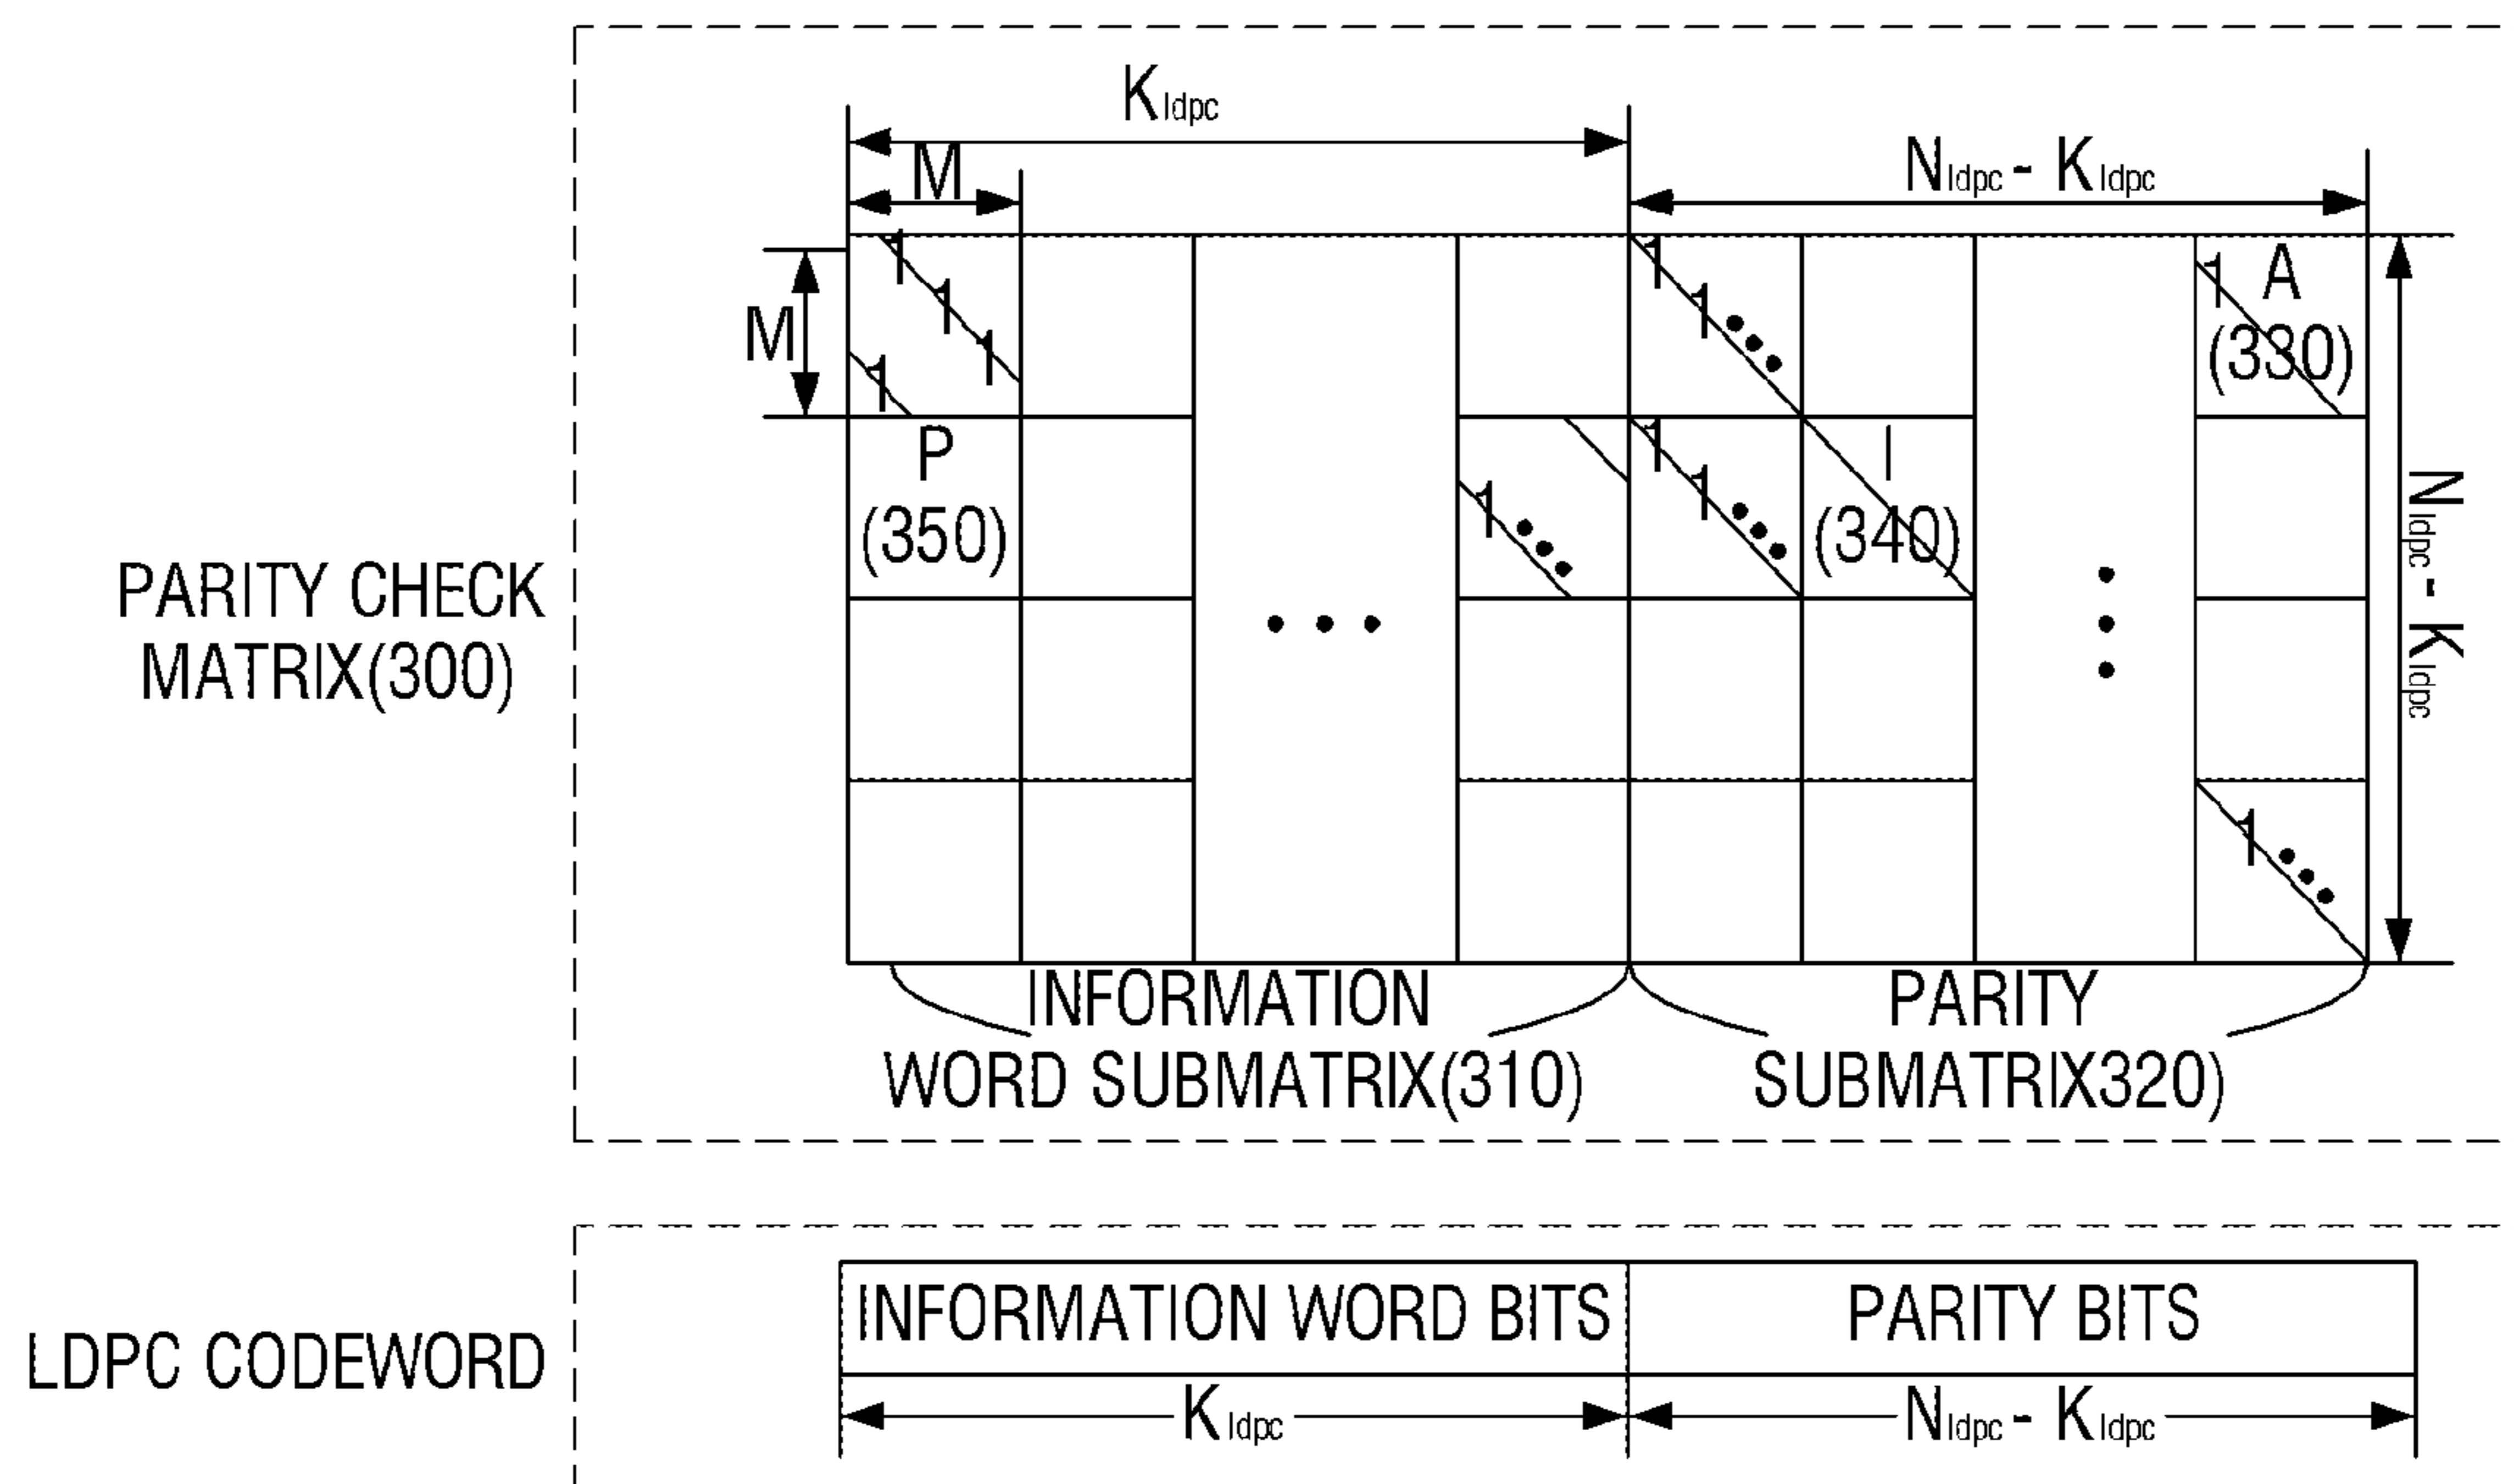 Kldpc
M
Nldpc - Kldpc
1
1
1
1
M
1
1
1
A
(330)
P
(350)
1
1
1
I
(340)
Nldpc - Kldpc
PARITY CHECK
MATRIX(300)
1
INFORMATION
WORD SUBMATRIX(310)
PARITY
SUBMATRIX320)
LDPC CODEWORD
INFORMATION WORD BITS
PARITY BITS
Kldpc
Nldpc - Kldpc